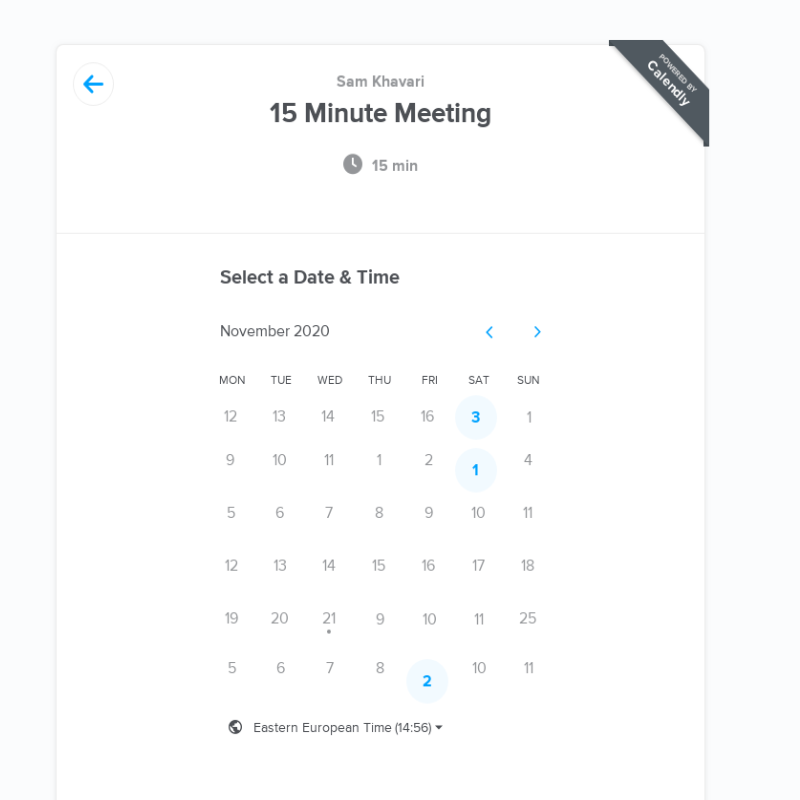 POWERED BY
Calendly
Sam Khavari
15 Minute Meeting
15 min
Select a Date & Time
November 2020
MON TUE WED THU FRI SAT SUN
12 13 14 15 16 3 1
9 10 11 1 2 1 4
5 6 7 8 9 10 11
12 13 14 15 16 17 18
19 20 21 9 10 11 25
5 6 7 8 2 10 11
Eastern European Time (14:56)